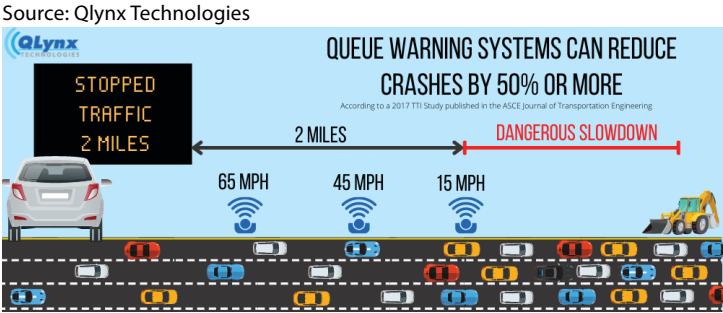 Source: Qlynx Technologies
QLynx
TECHNOLOGIES
QUEUE WARNING SYSTEMS CAN REDUCE
CRASHES BY 50% OR MORE
According to a 2017 TTI Study published in the ASCE Journal of Transportation Engineering
STOPPED
TRAFFIC
2 MILES
2 MILES
DANGEROUS SLOWDOWN
65 MPH
45 MPH
15 MPH